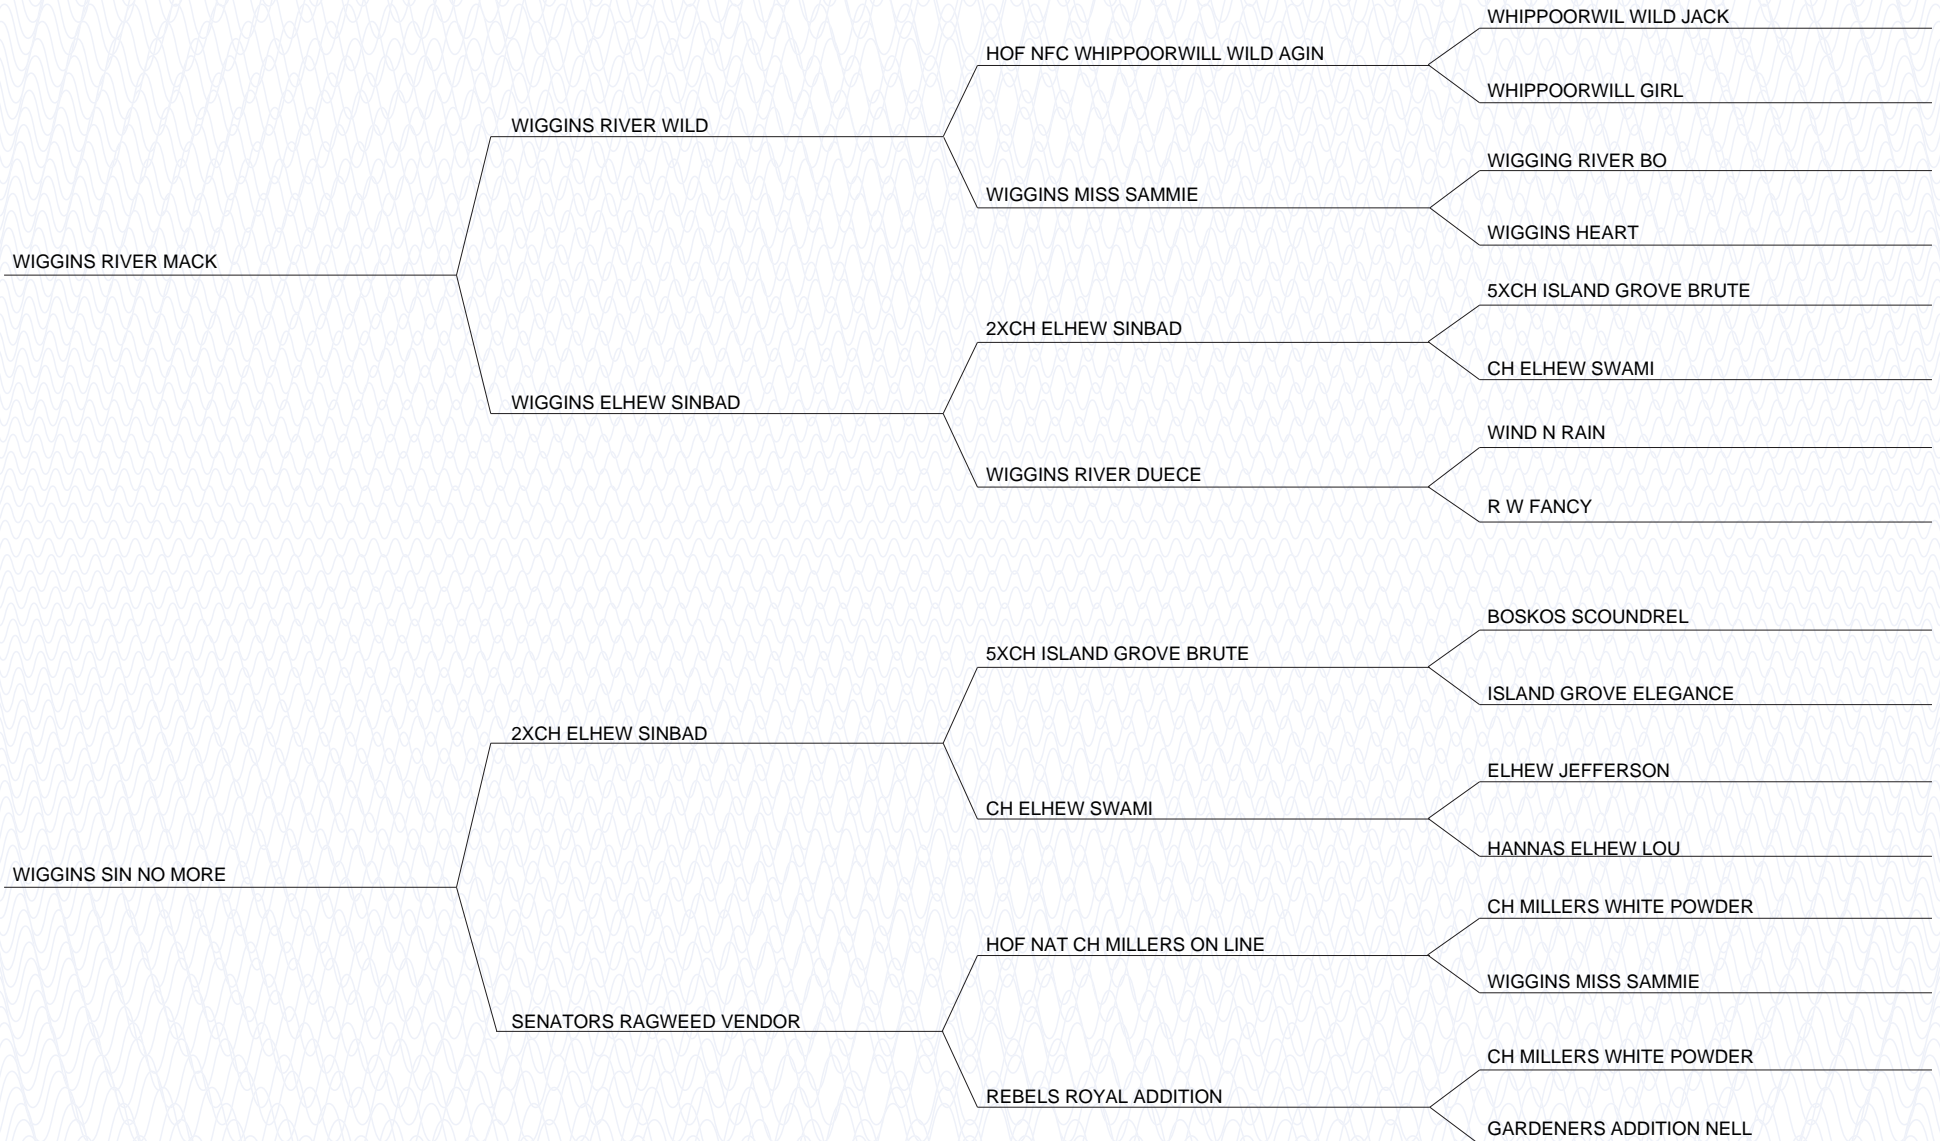 WHIPPOORWIL WILD JACK
HOF NFC WHIPPOORWILL WILD AGIN
WHIPPOORWILL GIRL
WIGGINS RIVER WILD
WIGGING RIVER BO
WIGGINS MISS SAMMIE
WIGGINS HEART
WIGGINS RIVER MACK
5XCH ISLAND GROVE BRUTE
2XCH ELHEW SINBAD
CH ELHEW SWAMI
WIGGINS ELHEW SINBAD
WIND N RAIN
WIGGINS RIVER DUECE
R W FANCY
BOSKOS SCOUNDREL
5XCH ISLAND GROVE BRUTE
ISLAND GROVE ELEGANCE
2XCH ELHEW SINBAD
ELHEW JEFFERSON
CH ELHEW SWAMI
HANNAS ELHEW LOU
WIGGINS SIN NO MORE
CH MILLERS WHITE POWDER
HOF NAT CH MILLERS ON LINE
WIGGINS MISS SAMMIE
SENATORS RAGWEED VENDOR
CH MILLERS WHITE POWDER
REBELS ROYAL ADDITION
GARDENERS ADDITION NELL